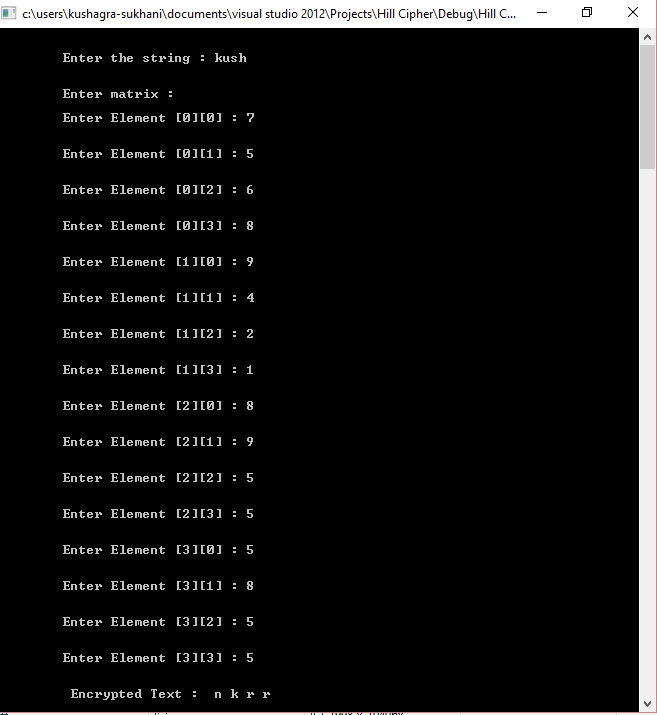 c:\users\kushagra-sukhani\documents\visual studio 2012\Projects\Hill Cipher\Debug\Hill C...
Enter the string : kush
Enter matrix :
Enter Element [0][0] : 7
Enter Element [0][1] : 5
Enter Element [0][2] : 6
Enter Element [0][3] : 8
Enter Element [1][0] : 9
Enter Element [1][1] : 4
Enter Element [1][2] : 2
Enter Element [1][3] : 1
Enter Element [2][0] : 8
Enter Element [2][1] : 9
Enter Element [2][2] : 5
Enter Element [2][3] : 5
Enter Element [3][0] : 5
Enter Element [3][1] : 8
Enter Element [3][2] : 5
Enter Element [3][3] : 5
Encrypted Text : n k r r